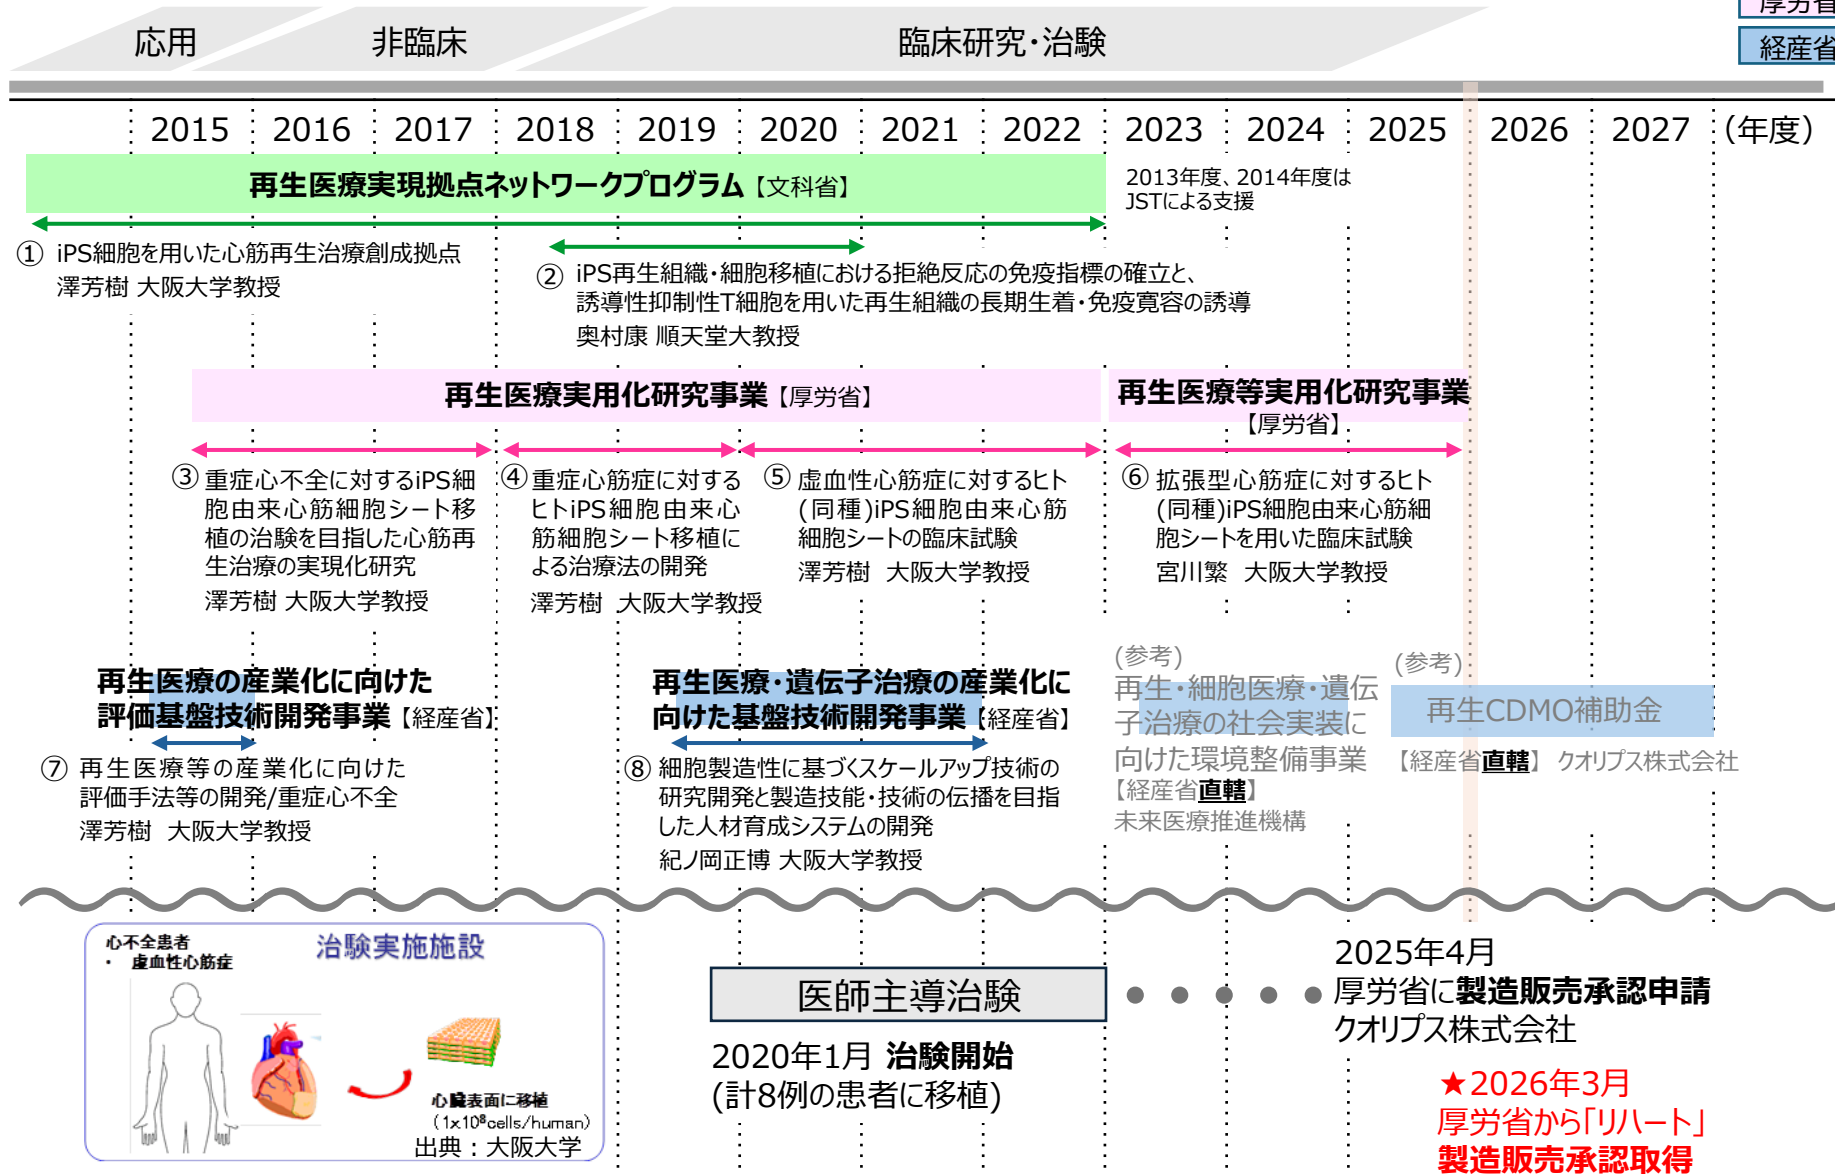 厚労省
経産省
応用
非臨床
臨床研究・治験
2015
2016
2017
2018
2019
2020
2021
2022
2023
2024
2025
2026
2027
（年度）
再生医療実現拠点ネットワークプログラム【文科省】
2013年度、2014年度は
JSTによる支援
① iPS細胞を用いた心筋再生治療創成拠点
澤芳樹 大阪大学教授
② iPS再生組織・細胞移植における拒絶反応の免疫指標の確立と、
誘導性抑制性T細胞を用いた再生組織の長期生着・免疫寛容の誘導
奥村康 順天堂大教授
再生医療実用化研究事業【厚労省】
再生医療等実用化研究事業
【厚労省】
③ 重症心不全に対するiPS細
胞由来心筋細胞シート移
植の治験を目指した心筋再
生治療の実現化研究
澤芳樹 大阪大学教授
④ 重症心筋症に対する
ヒトiPS細胞由来心
筋細胞シート移植に
よる治療法の開発
澤芳樹 大阪大学教授
⑤ 虚血性心筋症に対するヒト
(同種)iPS細胞由来心筋
細胞シートの臨床試験
澤芳樹 大阪大学教授
⑥ 拡張型心筋症に対するヒト
(同種)iPS細胞由来心筋細
胞シートを用いた臨床試験
宮川繁 大阪大学教授
再生医療の産業化に向けた
評価基盤技術開発事業【経産省】
⑦ 再生医療等の産業化に向けた
評価手法等の開発/重症心不全
澤芳樹 大阪大学教授
再生医療・遺伝子治療の産業化に
向けた基盤技術開発事業【経産省】
⑧ 細胞製造性に基づくスケールアップ技術の
研究開発と製造技能・技術の伝播を目指
した人材育成システムの開発
紀ノ岡正博 大阪大学教授
(参考)
再生・細胞医療・遺伝
子治療の社会実装に
向けた環境整備事業
【経産省直轄】
未来医療推進機構
(参考)
再生CDMO補助金
【経産省直轄】クオリプス株式会社
心不全患者
・ 虚血性心筋症
治験実施施設
心臓表面に移植
（1x10⁸cells/human）
出典：大阪大学
医師主導治験
2020年1月 治験開始
(計8例の患者に移植)
2025年4月
厚労省に製造販売承認申請
クオリプス株式会社
★2026年3月
厚労省から｢リハート｣
製造販売承認取得